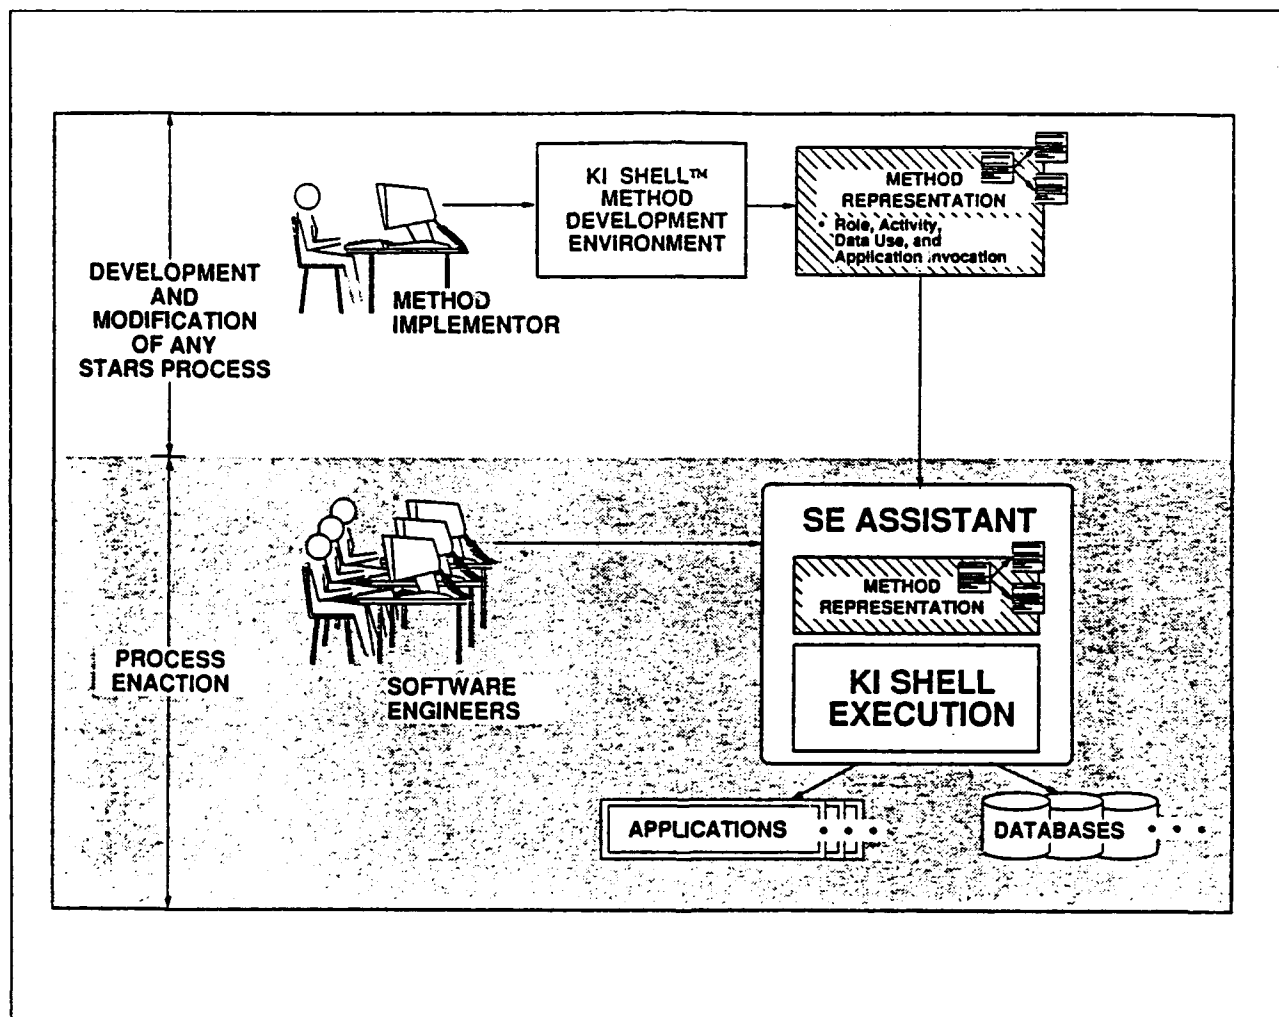 KI SHELL™
METHOD
DEVELOPMENT
ENVIRONMENT
METHOD
REPRESENTATION
• Role, Activity,
Data Use, and
Application Invocation
DEVELOPMENT
AND
MODIFICATION
OF ANY
STARS PROCESS
METHOD
IMPLEMENTOR
SE ASSISTANT
METHOD
REPRESENTATION
KI SHELL
EXECUTION
PROCESS
ENACTION
SOFTWARE
ENGINEERS
APPLICATIONS • • •
DATABASES • • •